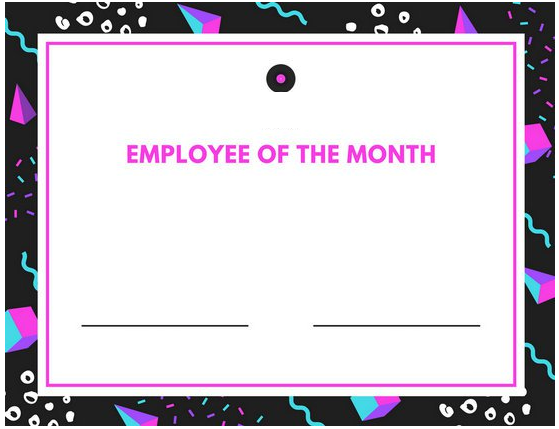 EMPLOYEE OF THE MONTH